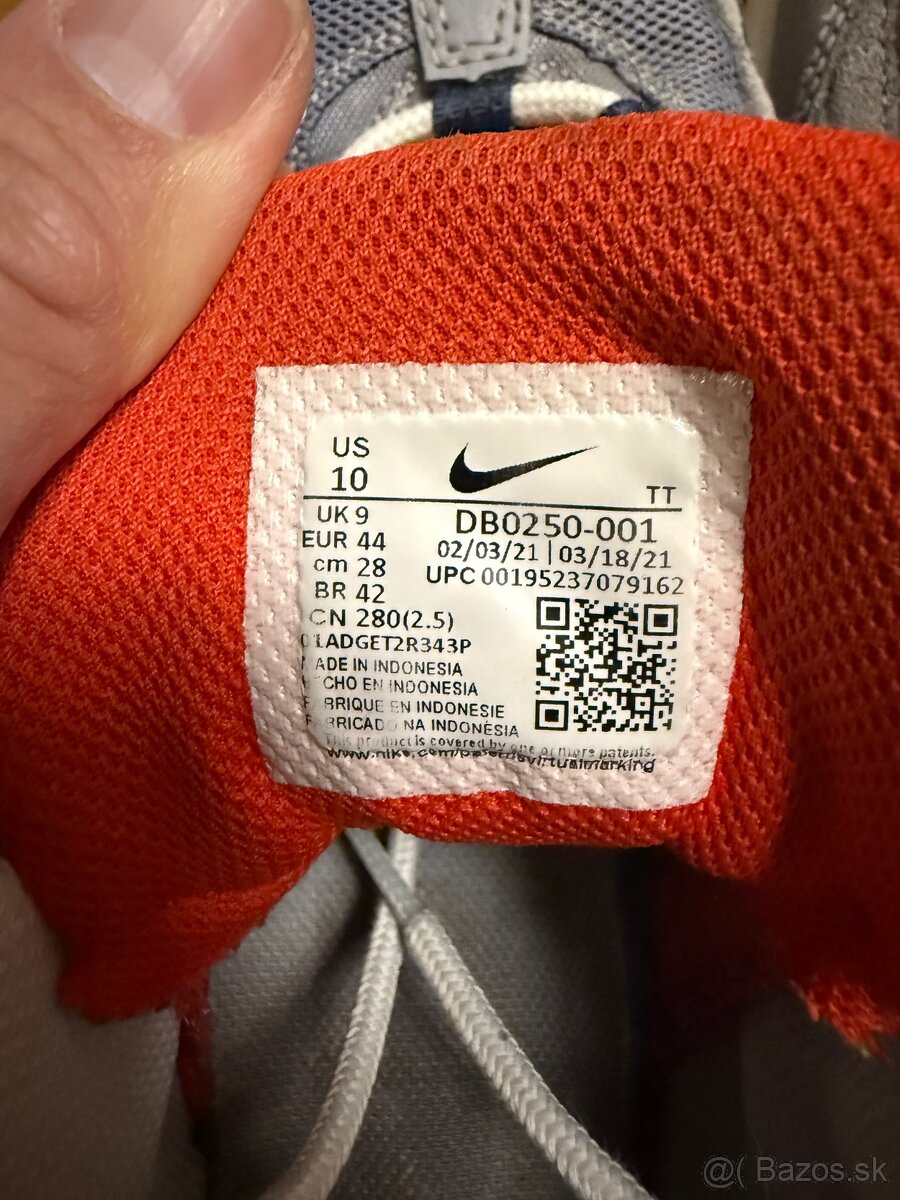 US
10
TT
UK 9
EUR 44
cm 28
BR 42
CN 280(2.5)
DB0250-001
02/03/21 | 03/18/21
UPC 00195237079162
LADGET2R343P
ADE IN INDONESIA
CHO EN INDONESIA
F BRIQUE EN INDONESIE
F BRICADO NA INDONÉSIA
This product is covered by one or more patents.
@( Bazos.sk